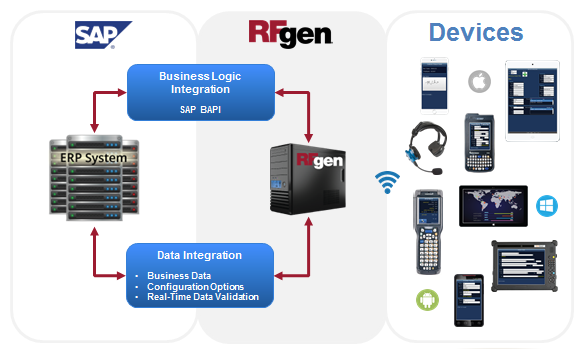 SAP
RFgen
Devices
Business Logic
Integration
SAP BAPI
ERP System
RFgen
Data Integration
• Business Data
• Configuration Options
• Real-Time Data Validation